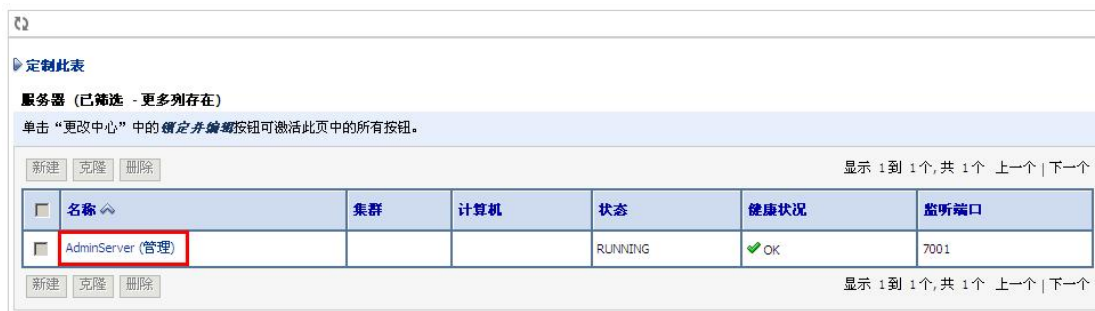 定制此表
服务器 (已筛选 - 更多列存在)
单击“更改中心”中的锁定并编辑按钮可激活此页中的所有按钮。
新建 克隆 删除 显示 1 到 1 个, 共 1 个 上一个 | 下一个
名称 集群 计算机 状态 健康状况 监听端口
AdminServer (管理) RUNNING OK 7001
新建 克隆 删除 显示 1 到 1 个, 共 1 个 上一个 | 下一个